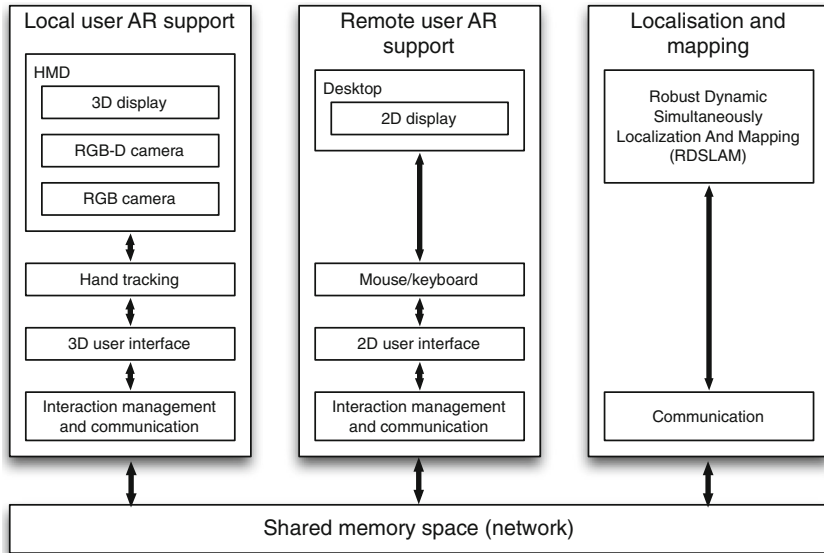 Local user AR support
HMD
3D display
RGB-D camera
RGB camera
Hand tracking
3D user interface
Interaction management
and communication
Remote user AR
support
Desktop
2D display
Mouse/keyboard
2D user interface
Interaction management
and communication
Localisation and
mapping
Robust Dynamic
Simultaneously
Localization And Mapping
(RDSLAM)
Communication
Shared memory space (network)